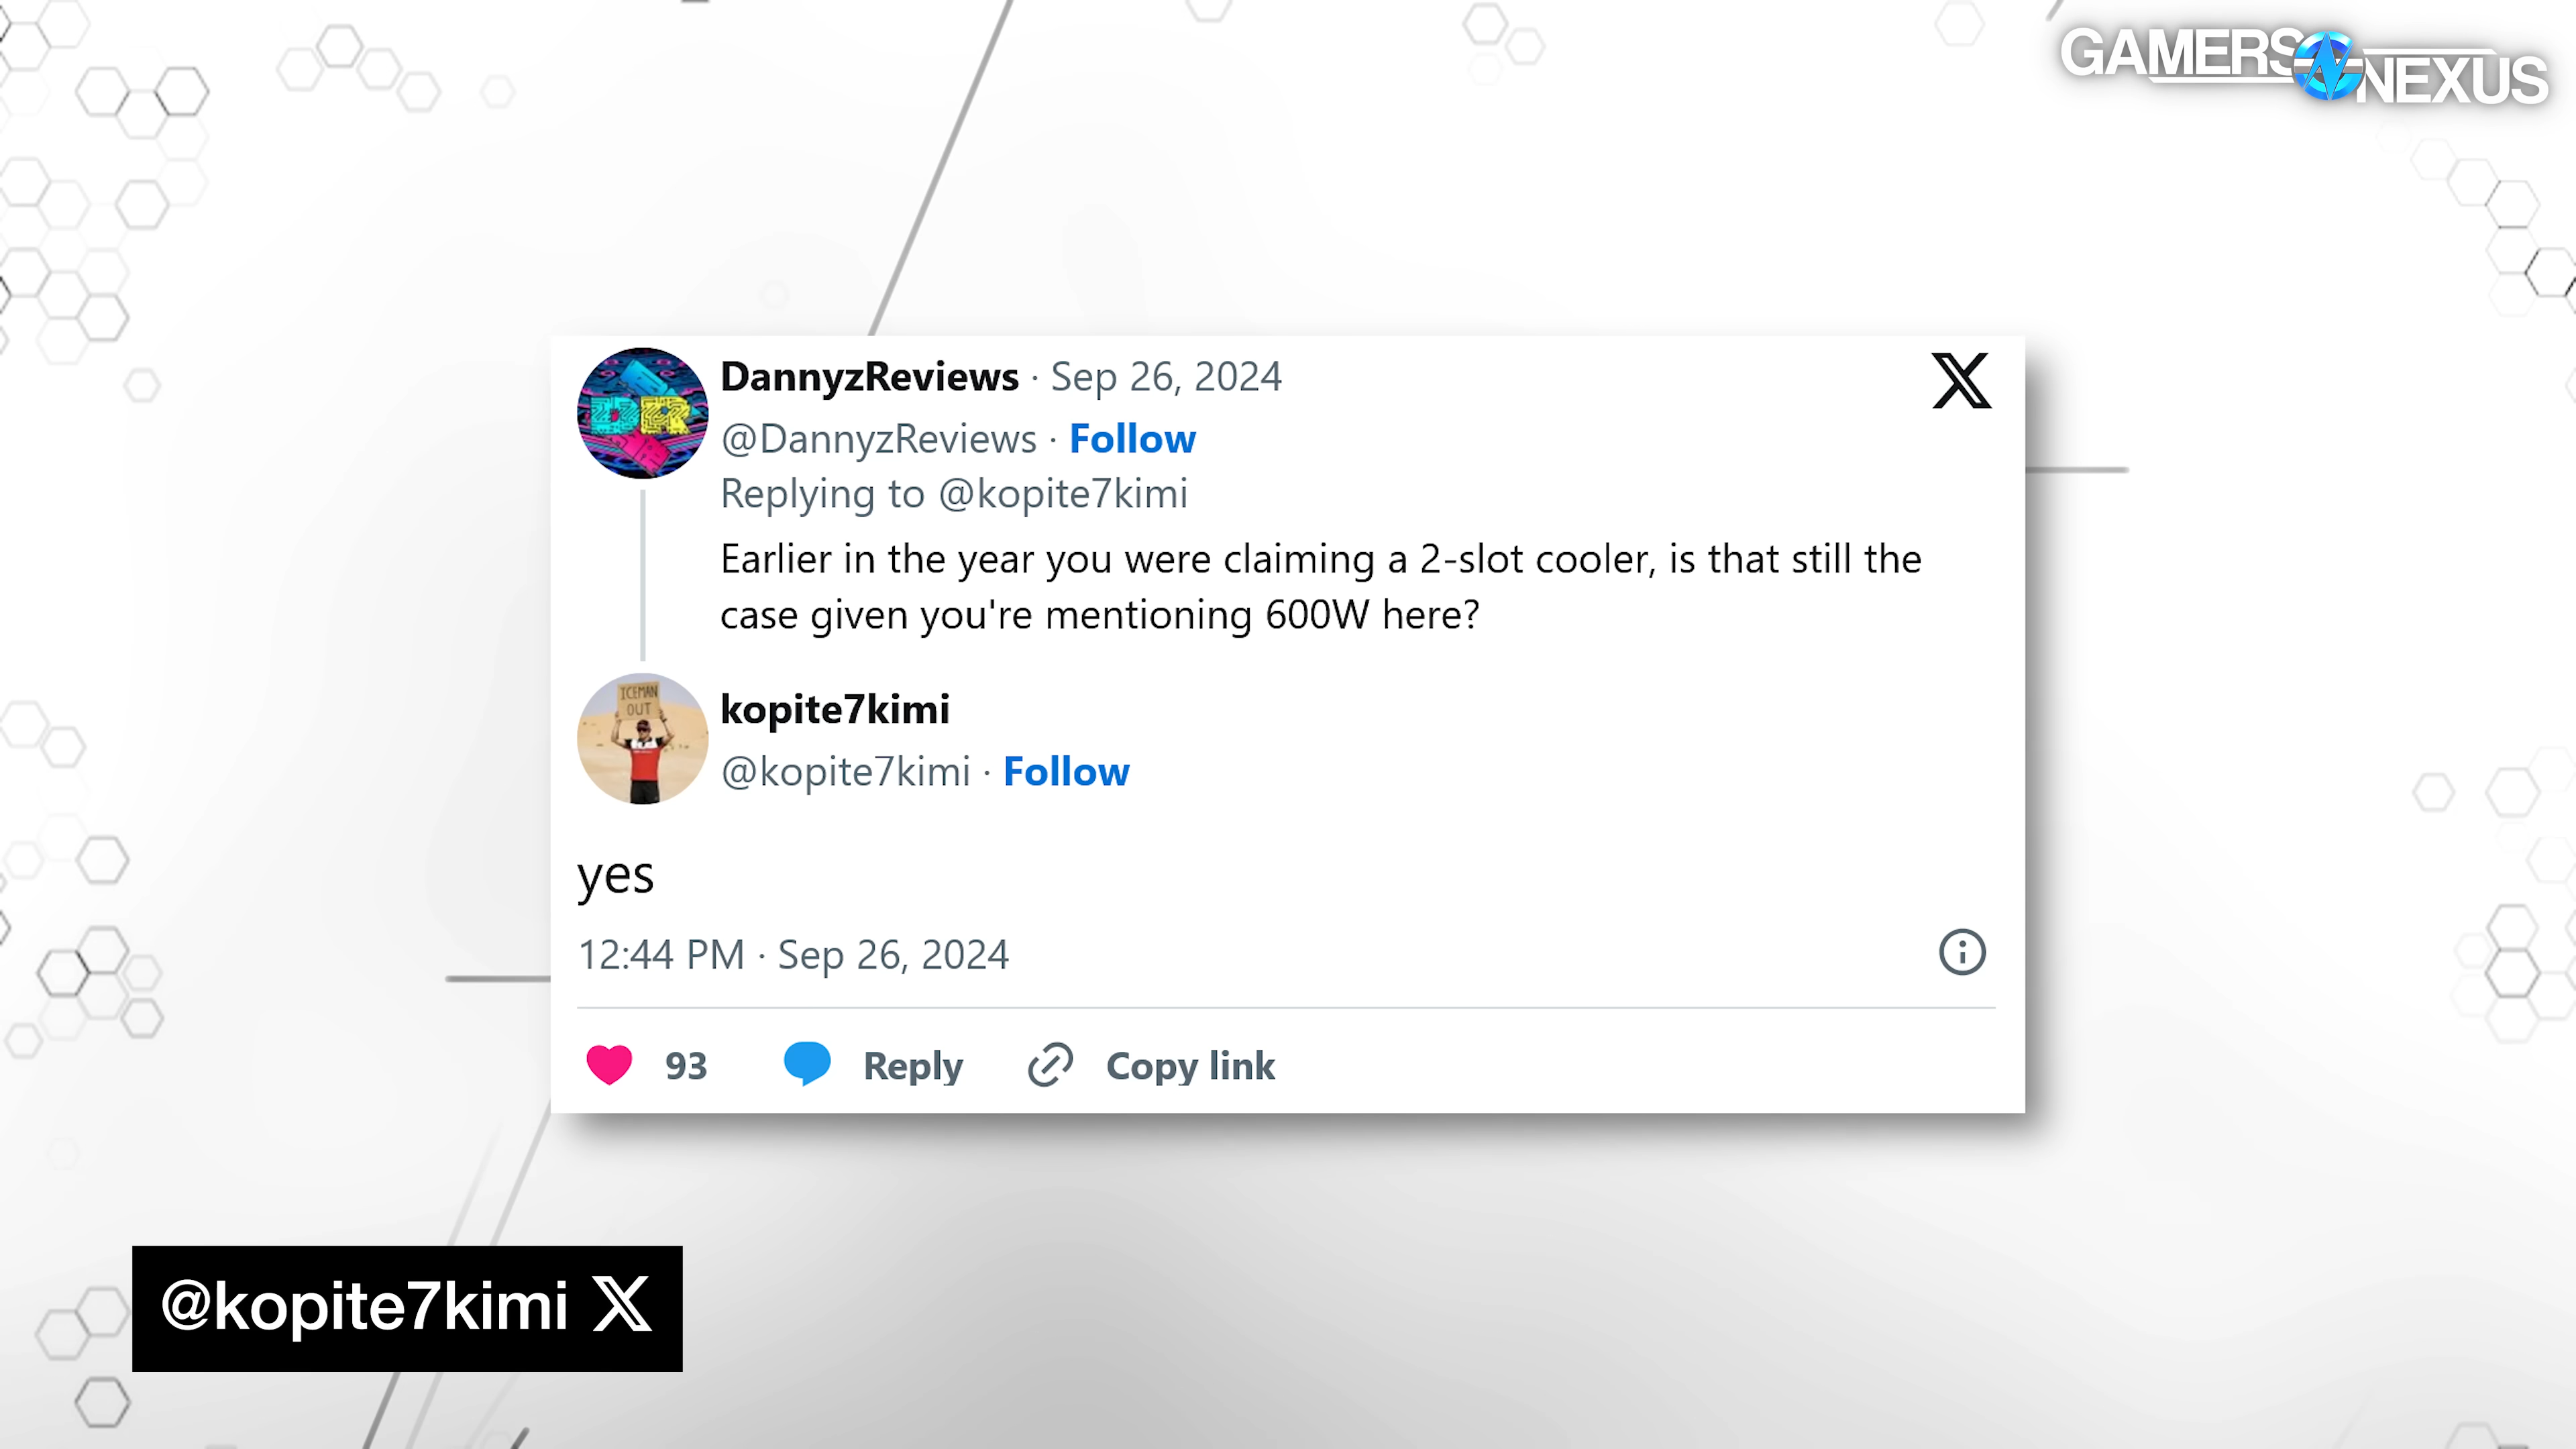 GAMERS NEXUS
DannyzReviews · Sep 26, 2024
@DannyzReviews · Follow
Replying to @kopite7kimi
Earlier in the year you were claiming a 2-slot cooler, is that still the
case given you're mentioning 600W here?
ICEMAN
OUT
kopite7kimi
@kopite7kimi · Follow
yes
12:44 PM · Sep 26, 2024
93 Reply Copy link
@kopite7kimi X